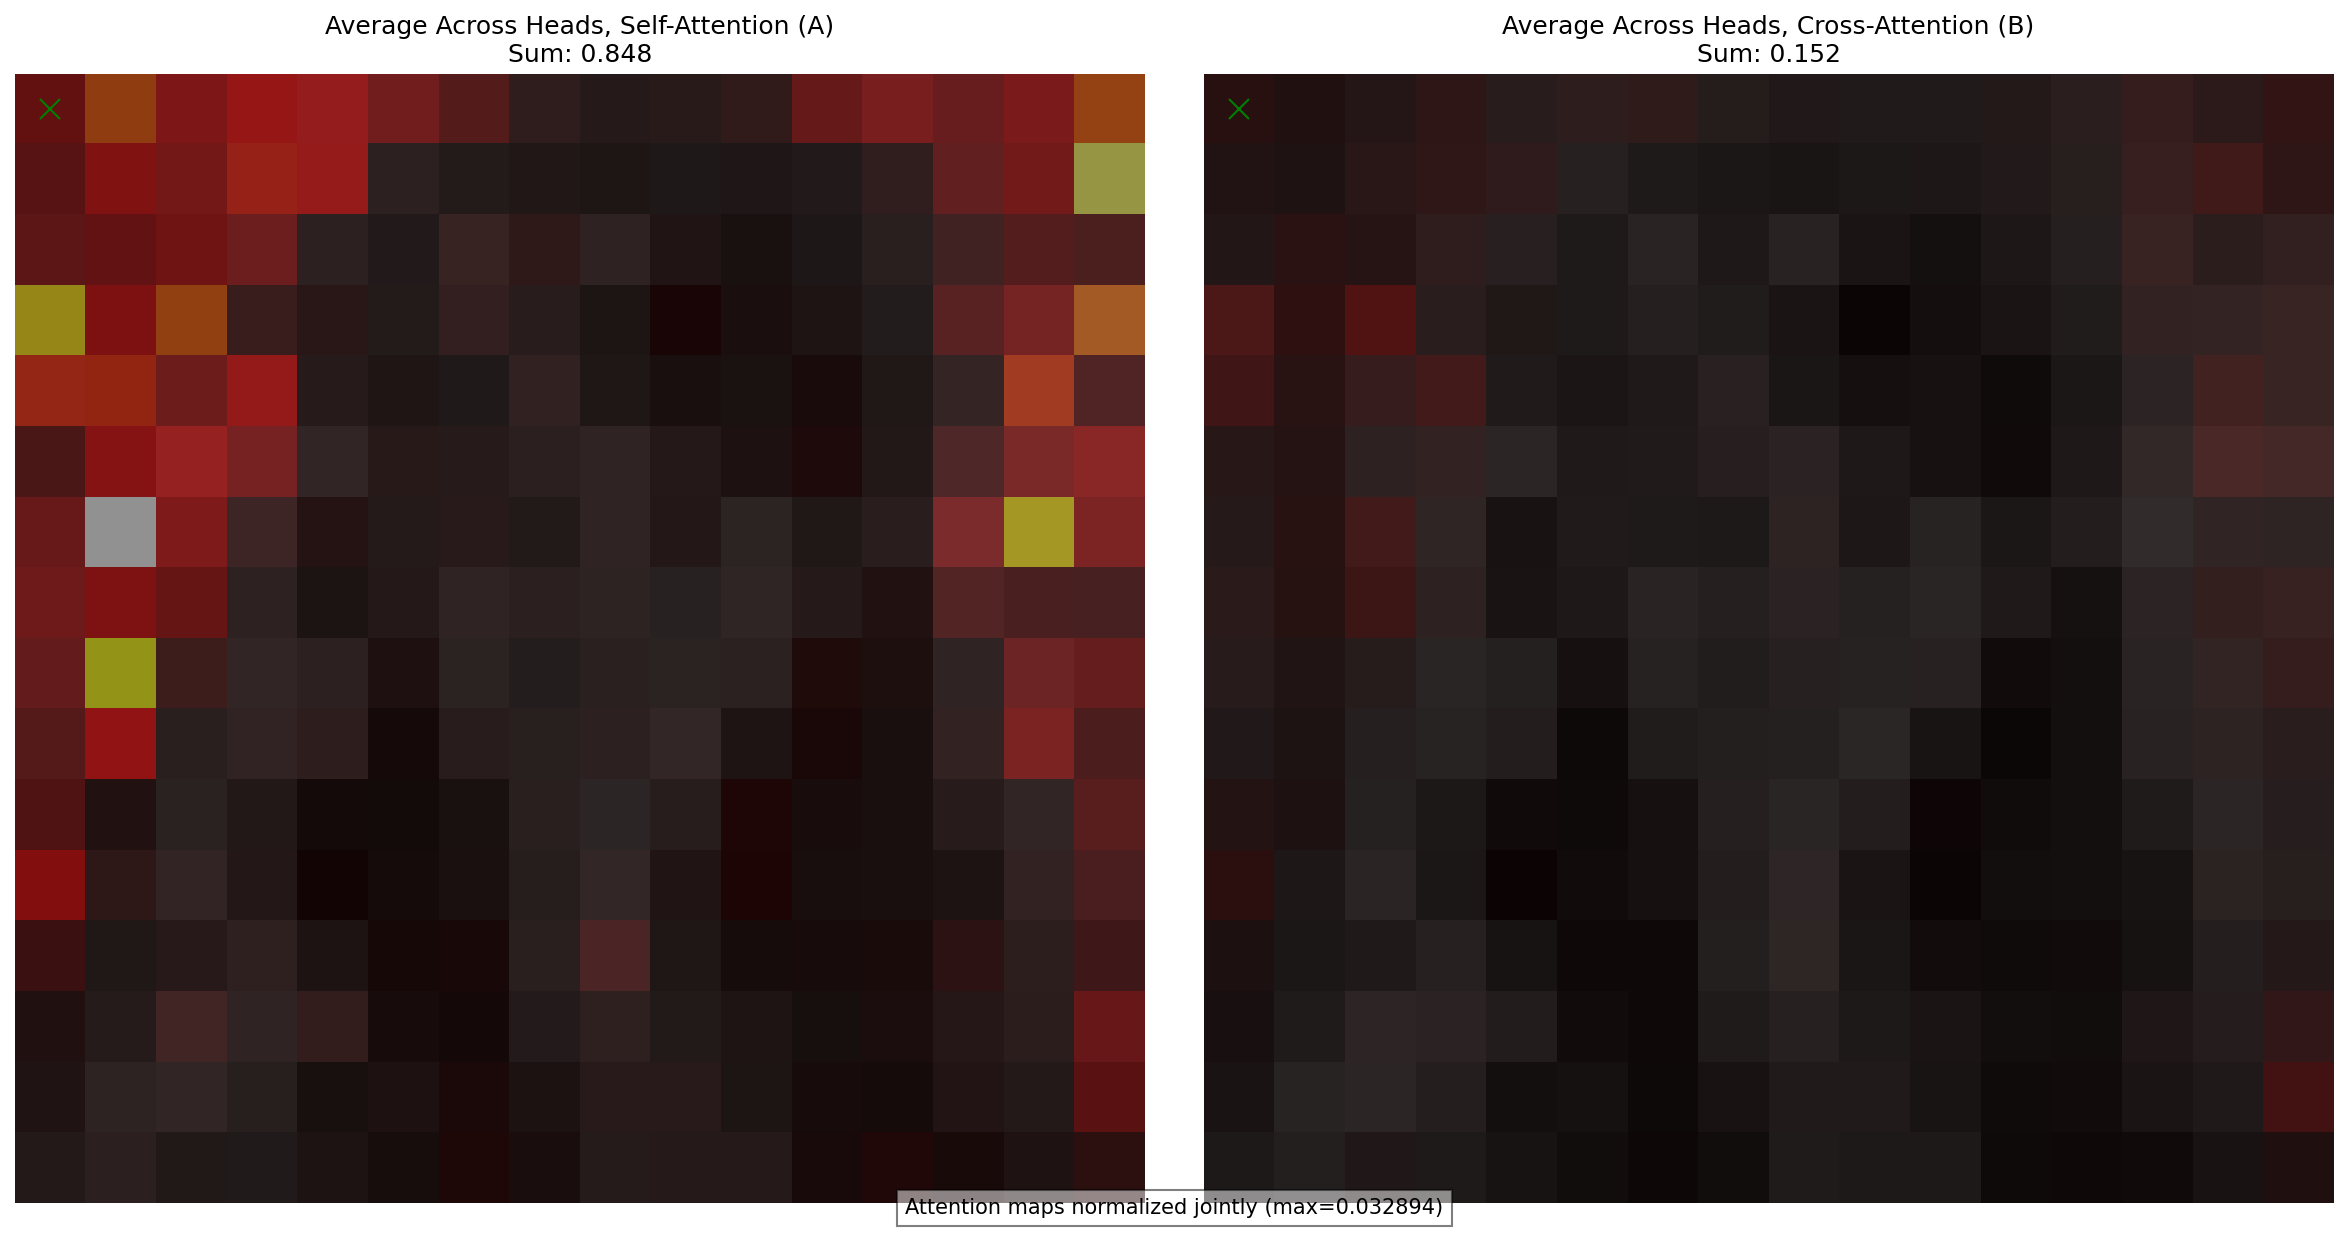 Average Across Heads, Self-Attention (A)
Sum: 0.848
Average Across Heads, Cross-Attention (B)
Sum: 0.152
Attention maps normalized jointly (max=0.032894)